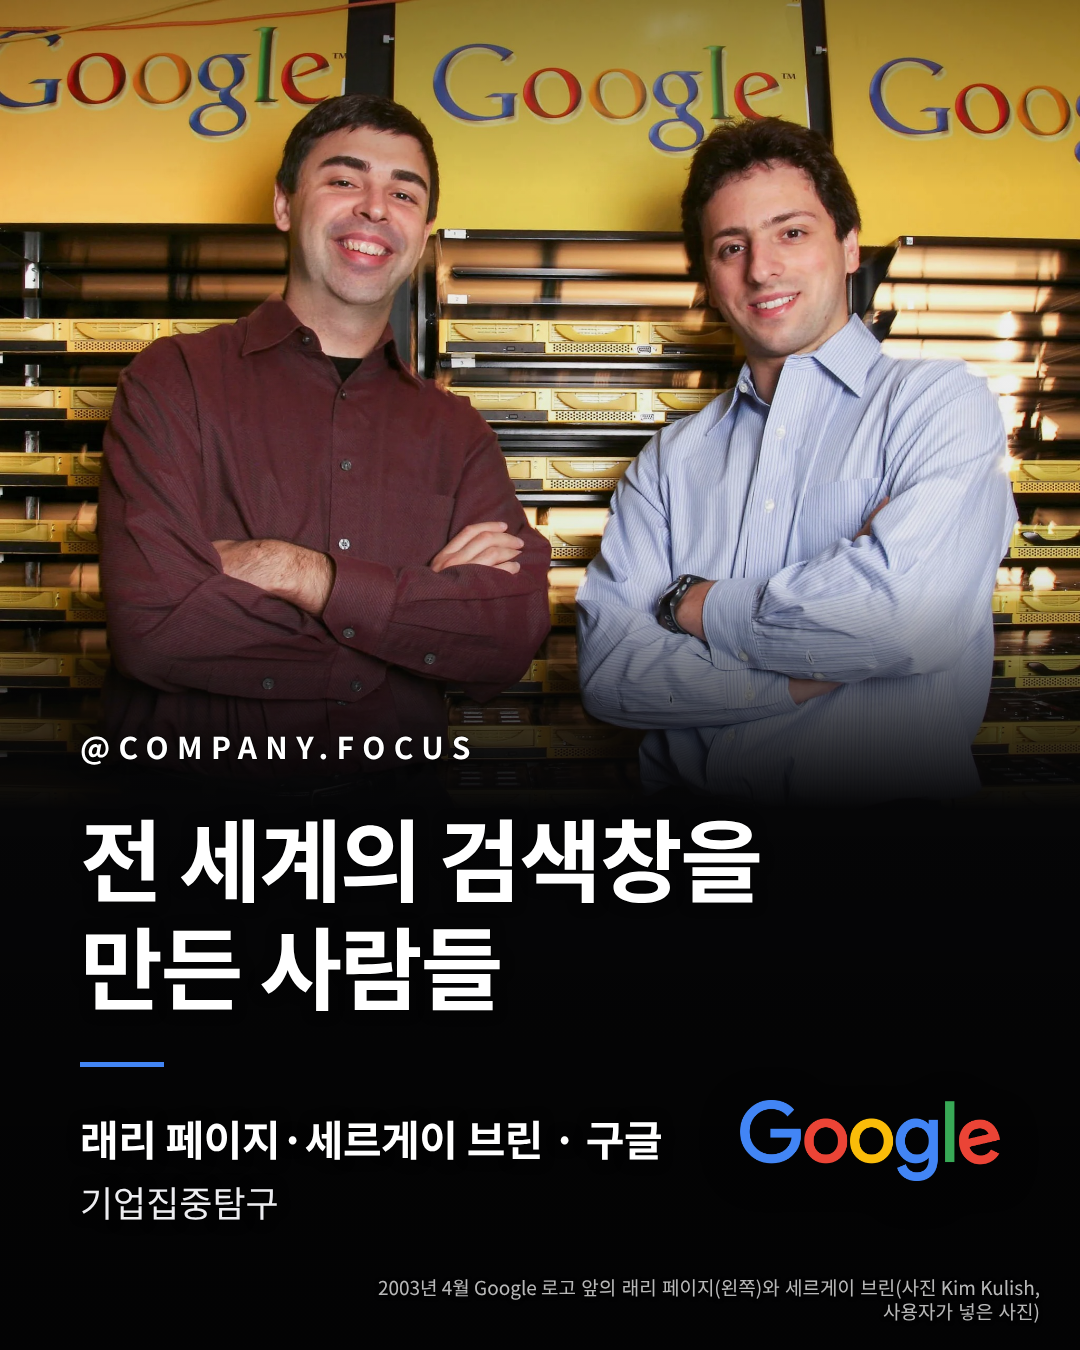 Google™
Google™
Goog
@COMPANY.FOCUS
전 세계의 검색창을
만든 사람들
래리 페이지·세르게이 브린 · 구글
Google
기업집중탐구
2003년 4월 Google 로고 앞의 래리 페이지(왼쪽)와 세르게이 브린(사진 Kim Kulish,
사용자가 넣은 사진)